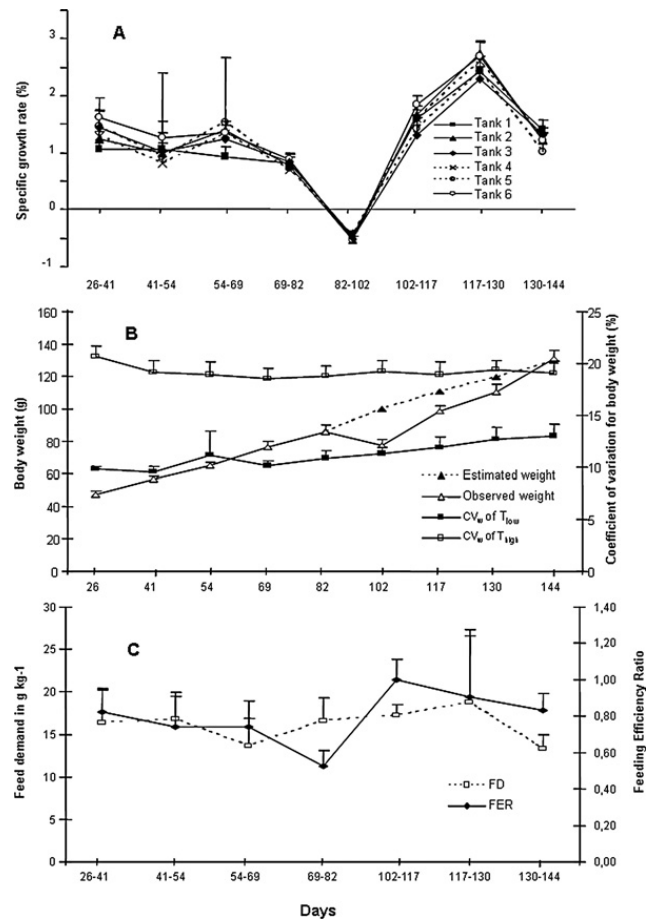 A
Specific growth rate (%)
3
2
1
0
-1
Tank 1
Tank 2
Tank 3
Tank 4
Tank 5
Tank 6
26-41 41-54 54-69 69-82 82-102 102-117 117-130 130-144
B
Body weight (g)
160
140
120
100
80
60
40
20
0
Coefficient of variation for body weight (%)
25
20
15
10
5
0
Estimated weight
Observed weight
CVw of Tlow
CVw of Thigh
26 41 54 69 82 102 117 130 144
C
Feed demand in g kg-1
30
25
20
15
10
5
0
Feeding Efficiency Ratio
1,40
1,20
1,00
0,80
0,60
0,40
0,20
0,00
FD
FER
26-41 41-54 54-69 69-82 102-117 117-130 130-144
Days